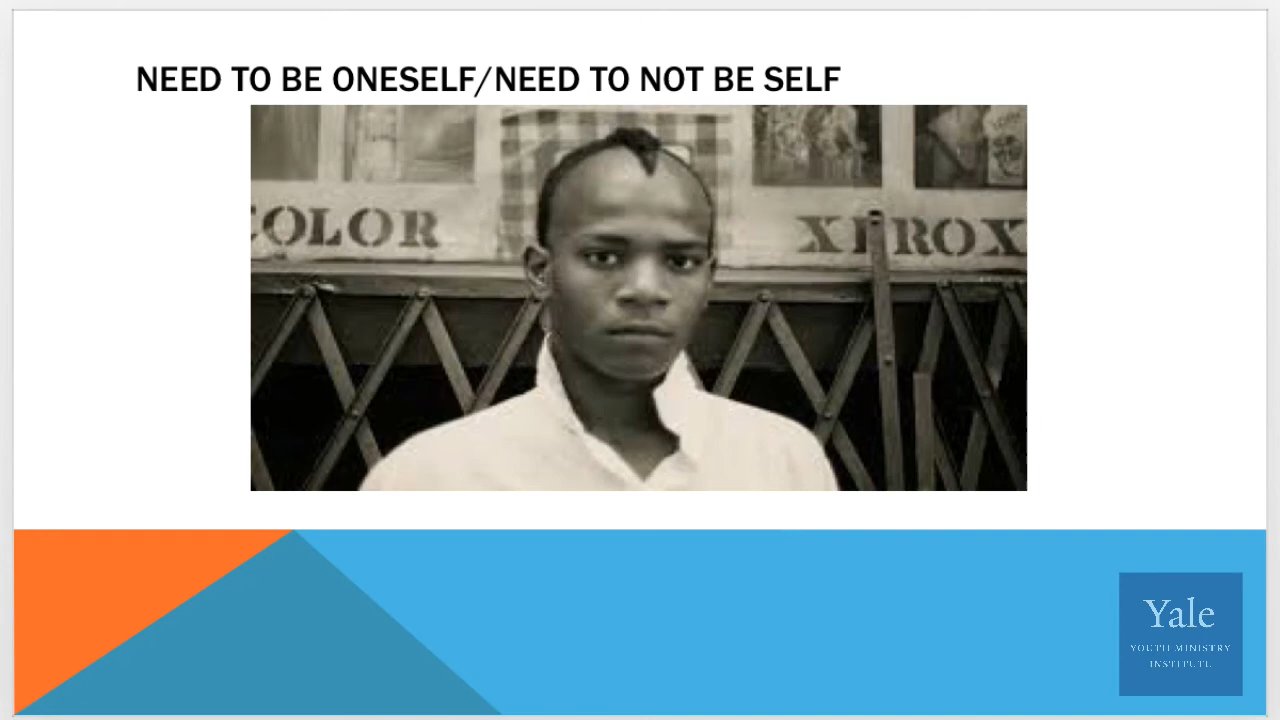 NEED TO BE ONESELF/NEED TO NOT BE SELF
COLOR
XEROX
Yale
YOUTH MINISTRY
INSTITUTE